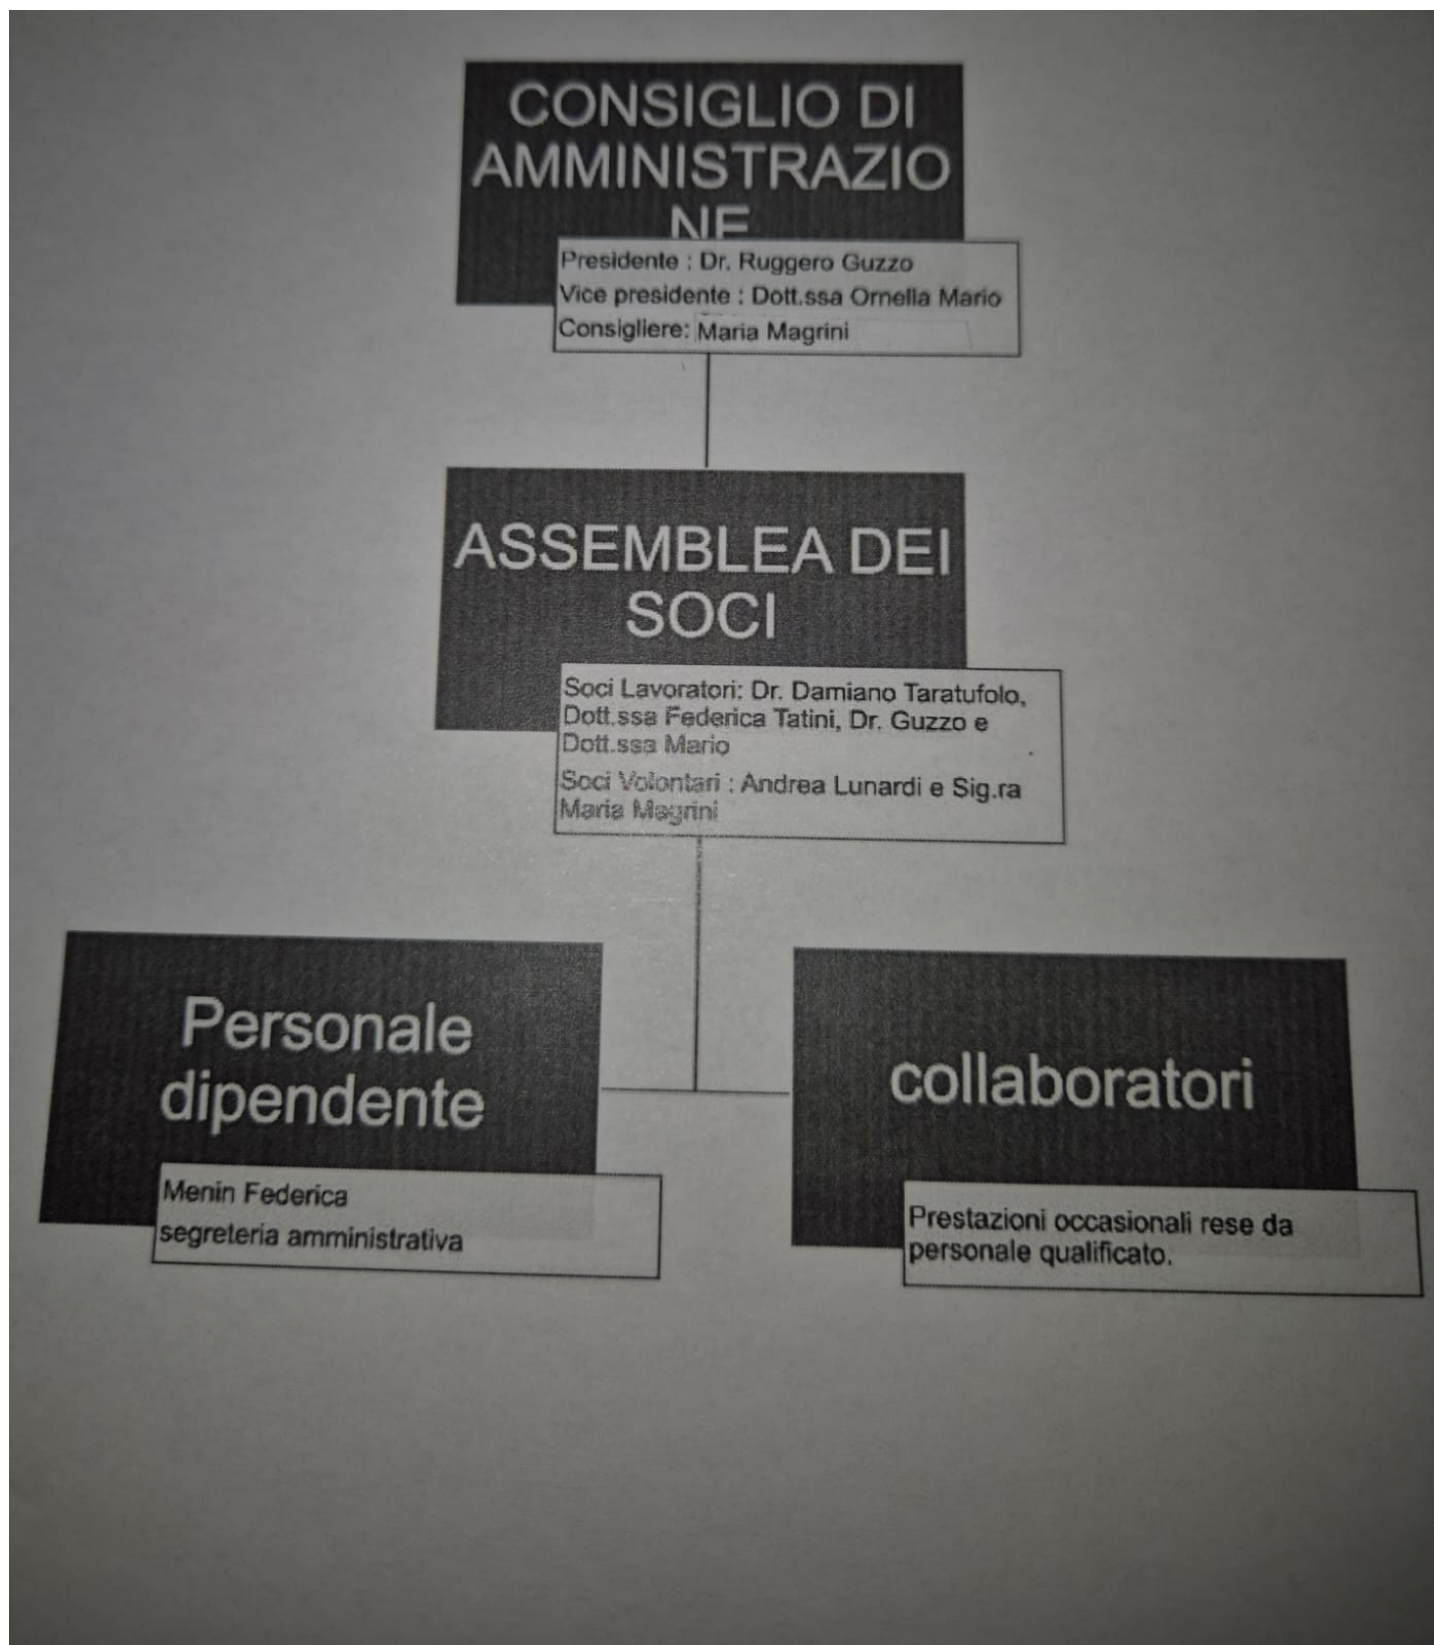 CONSIGLIO DI
AMMINISTRAZIO
NE
Presidente : Dr. Ruggero Guzzo
Vice presidente : Dott.ssa Ornella Mario
Consigliere: Maria Magrini
ASSEMBLEA DEI
SOCI
Soci Lavoratori: Dr. Damiano Taratufolo,
Dott.ssa Federica Tatini, Dr. Guzzo e
Dott.ssa Mario
Soci Volontari : Andrea Lunardi e Sig.ra
Maria Magrini
Personale
dipendente
Menin Federica
segreteria amministrativa
collaboratori
Prestazioni occasionali rese da
personale qualificato.